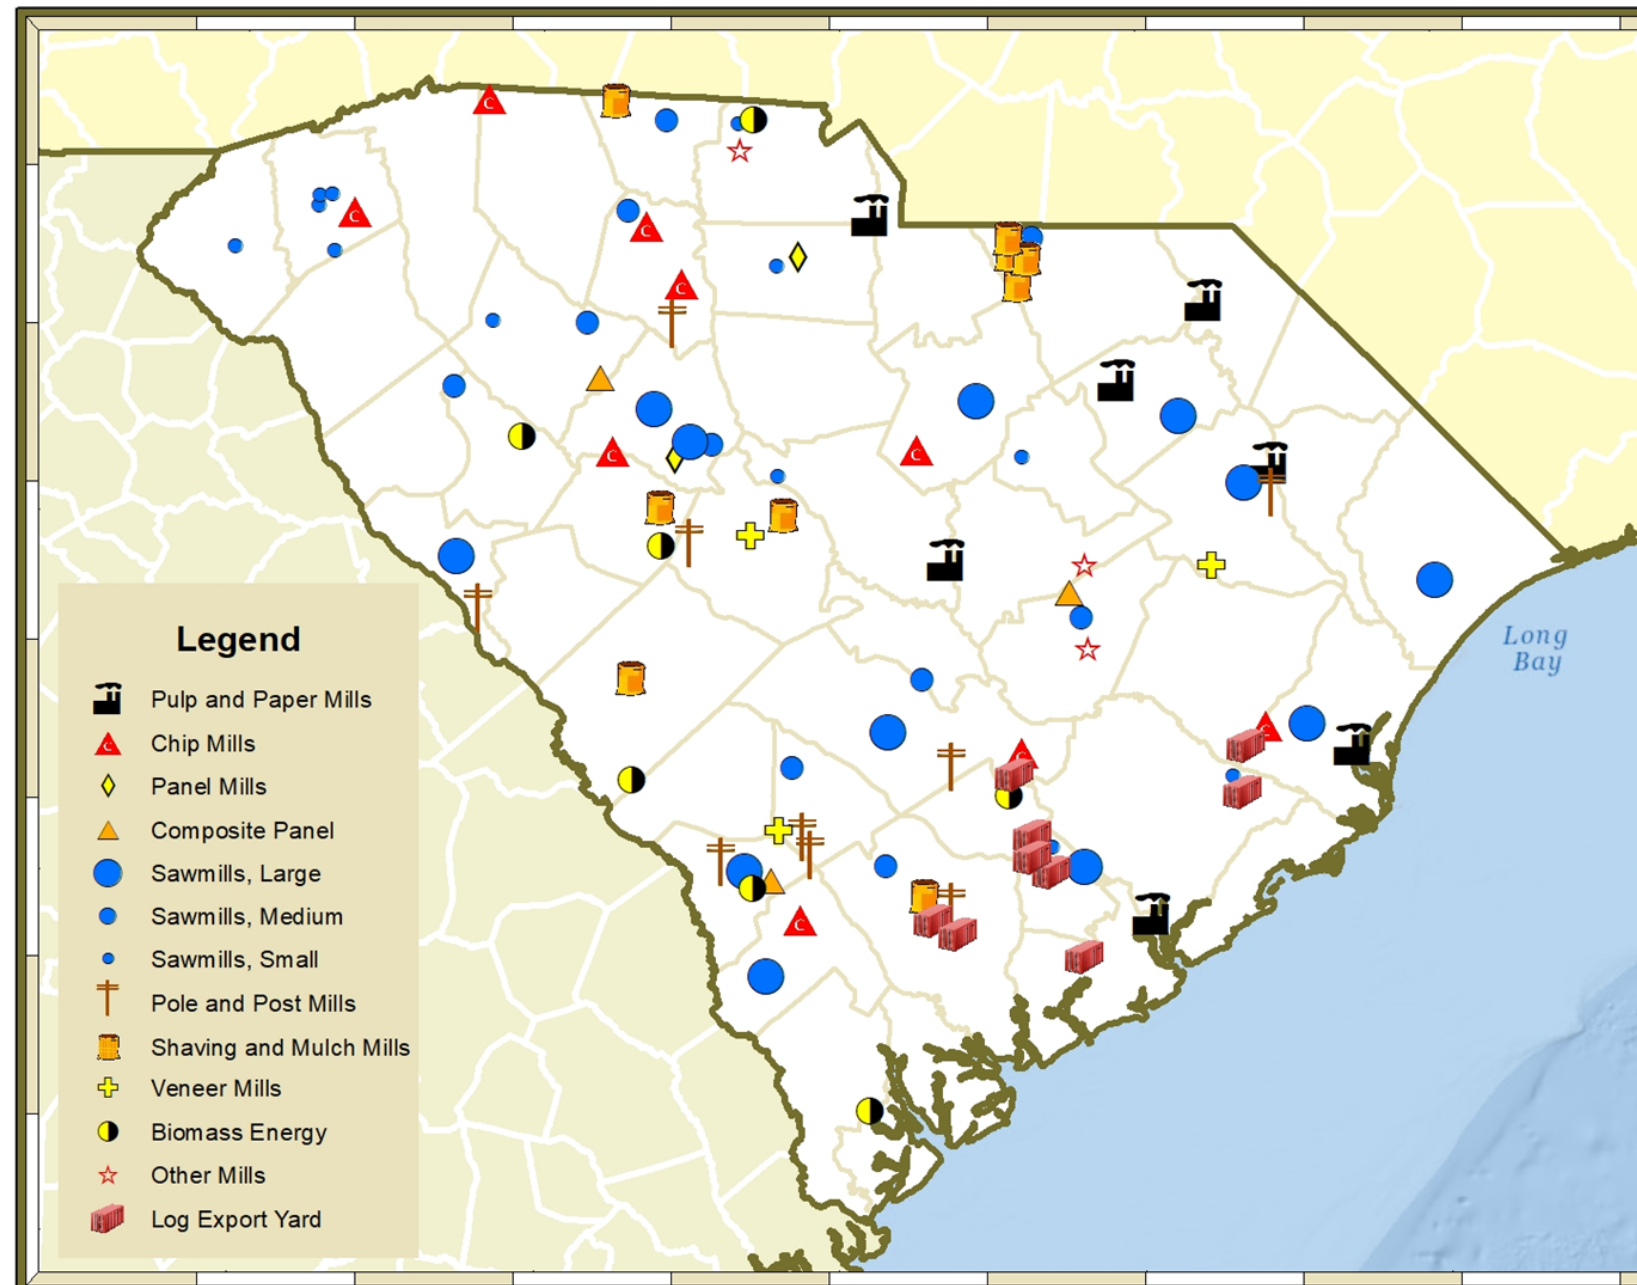 Legend
Pulp and Paper Mills
C Chip Mills
Panel Mills
Composite Panel
Sawmills, Large
Sawmills, Medium
Sawmills, Small
Pole and Post Mills
Shaving and Mulch Mills
Veneer Mills
Biomass Energy
Other Mills
Log Export Yard
Long
Bay
C
C
C
C
C
C
C
C
C